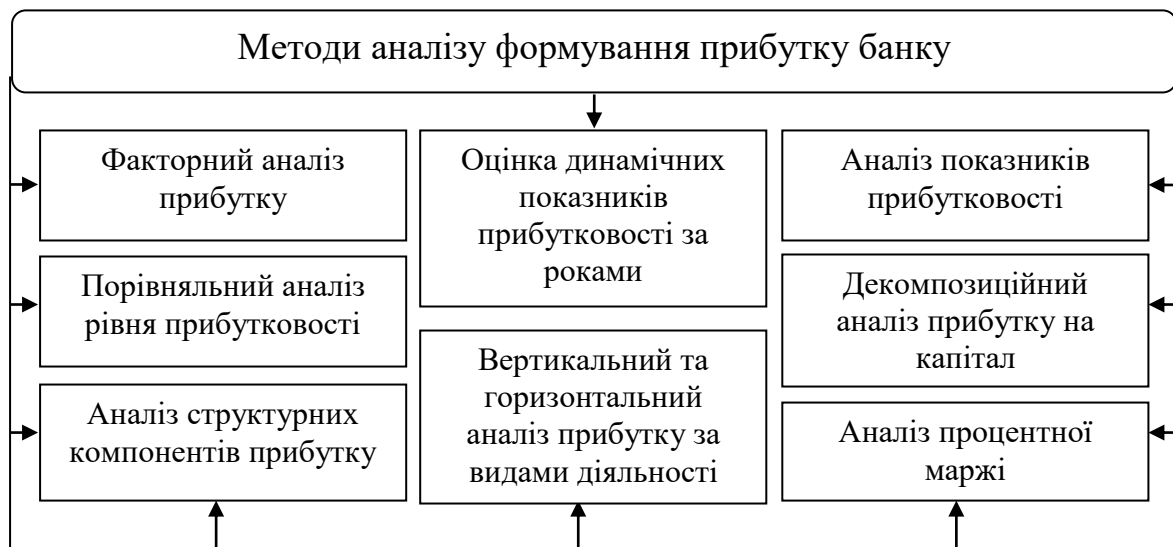 Методи аналізу формування прибутку банку
Факторний аналіз
прибутку
Порівняльний аналіз
рівня прибутковості
Аналіз структурних
компонентів прибутку
Оцінка динамічних
показників
прибутковості за
роками
Вертикальний та
горизонтальний
аналіз прибутку за
видами діяльності
Аналіз показників
прибутковості
Декомпозиційний
аналіз прибутку на
капітал
Аналіз процентної
маржі